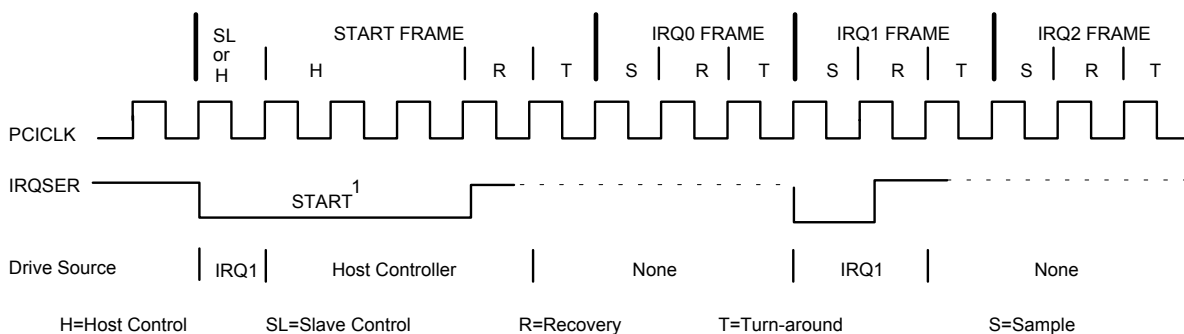 SL
or
H
START FRAME
IRQ0 FRAME
IRQ1 FRAME
IRQ2 FRAME
H
R
T
S
R
T
S
R
T
S
R
T
PCICLK
IRQSER
START1
Drive Source
IRQ1
Host Controller
None
IRQ1
None
H=Host Control
SL=Slave Control
R=Recovery
T=Turn-around
S=Sample